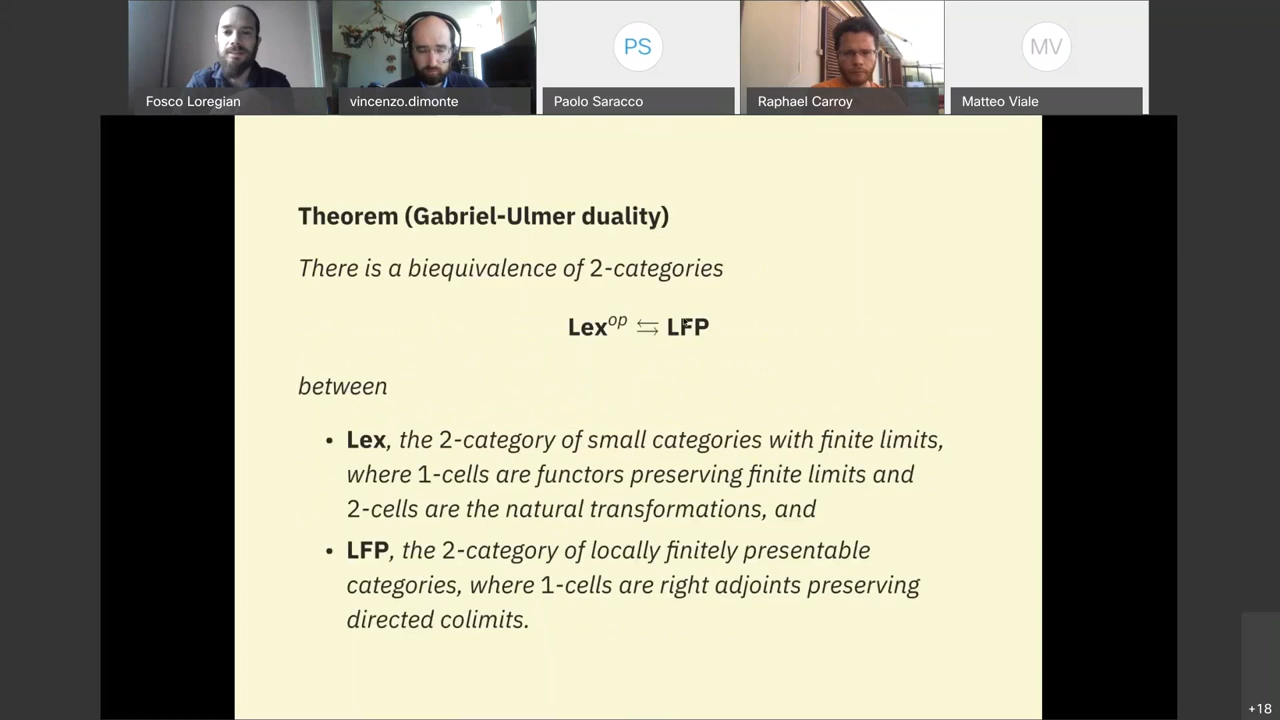 PS
MV
Fosco Loregian
vincenzo.dimonte
Paolo Saracco
Raphael Carroy
Matteo Viale
Theorem (Gabriel-Ulmer duality)
There is a biequivalence of 2-categories
Lex^op ⇆ LFP
between
• Lex, the 2-category of small categories with finite limits,
where 1-cells are functors preserving finite limits and
2-cells are the natural transformations, and
• LFP, the 2-category of locally finitely presentable
categories, where 1-cells are right adjoints preserving
directed colimits.
+18